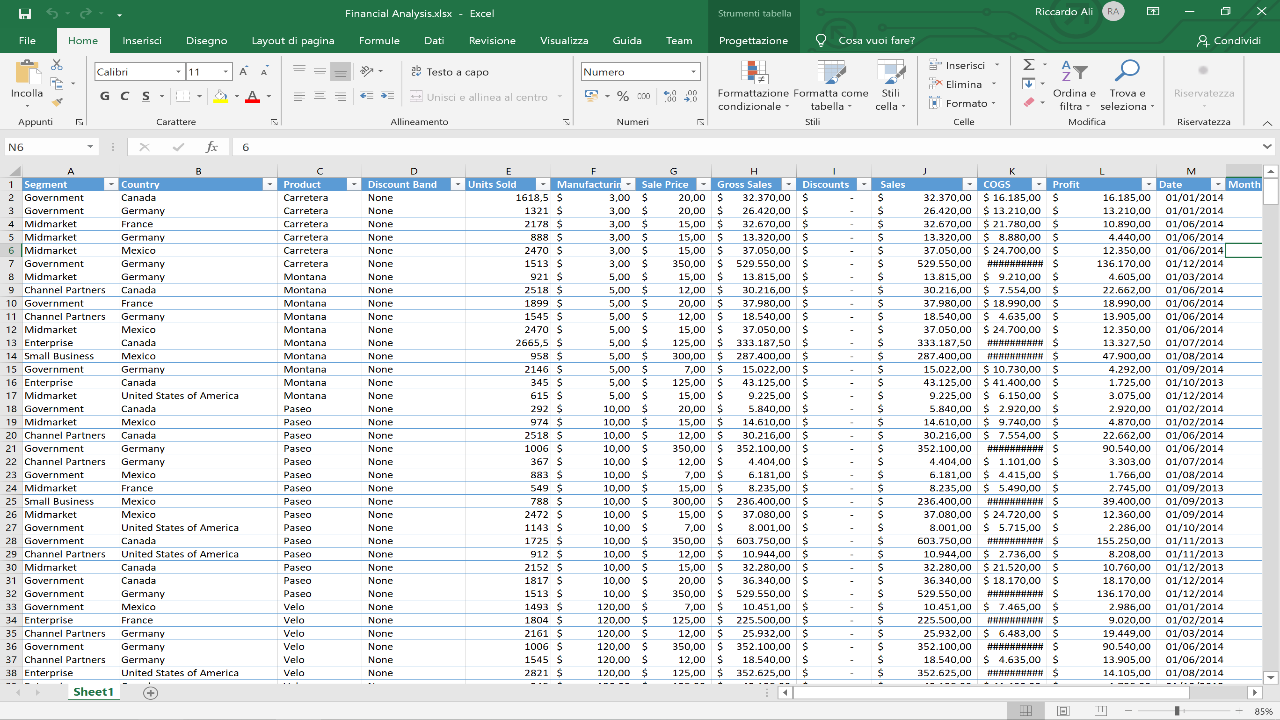 Financial Analysis.xlsx - Excel
Strumenti tabella
Riccardo Ali RA
File Home Inserisci Disegno Layout di pagina Formule Dati Revisione Visualizza Guida Team Progettazione Cosa vuoi fare? Condividi
Incolla
Calibri 11
G C S
A A
Testo a capo
Unisci e allinea al centro
Numero
% 000
Formattazione condizionale
Formatta come tabella
Stili cella
Inserisci
Elimina
Formato
Ordina e filtra
Trova e seleziona
Riservatezza
Appunti Carattere Allineamento Numeri Stili Celle Modifica Riservatezza
N6 fx 6
A B C D E F G H I J K L M
1 Segment Country Product Discount Band Units Sold Manufacturin Sale Price Gross Sales Discounts Sales COGS Profit Date Month
2 Government Canada Carretera None 1618,5 $ 3,00 $ 20,00 $ 32.370,00 $ - $ 32.370,00 $ 16.185,00 $ 16.185,00 01/01/2014
3 Government Germany Carretera None 1321 $ 3,00 $ 20,00 $ 26.420,00 $ - $ 26.420,00 $ 13.210,00 $ 13.210,00 01/01/2014
4 Midmarket France Carretera None 2178 $ 3,00 $ 15,00 $ 32.670,00 $ - $ 32.670,00 $ 21.780,00 $ 10.890,00 01/06/2014
5 Midmarket Germany Carretera None 888 $ 3,00 $ 15,00 $ 13.320,00 $ - $ 13.320,00 $ 8.880,00 $ 4.440,00 01/06/2014
6 Midmarket Mexico Carretera None 2470 $ 3,00 $ 15,00 $ 37.050,00 $ - $ 37.050,00 $ 24.700,00 $ 12.350,00 01/06/2014
7 Government Germany Carretera None 1513 $ 3,00 $ 350,00 $ 529.550,00 $ - $ 529.550,00 ########## $ 136.170,00 01/12/2014
8 Midmarket Germany Montana None 921 $ 5,00 $ 15,00 $ 13.815,00 $ - $ 13.815,00 $ 9.210,00 $ 4.605,00 01/03/2014
9 Channel Partners Canada Montana None 2518 $ 5,00 $ 12,00 $ 30.216,00 $ - $ 30.216,00 $ 7.554,00 $ 22.662,00 01/06/2014
10 Government France Montana None 1899 $ 5,00 $ 20,00 $ 37.980,00 $ - $ 37.980,00 $ 18.990,00 $ 18.990,00 01/06/2014
11 Channel Partners Germany Montana None 1545 $ 5,00 $ 12,00 $ 18.540,00 $ - $ 18.540,00 $ 4.635,00 $ 13.905,00 01/06/2014
12 Midmarket Mexico Montana None 2470 $ 5,00 $ 15,00 $ 37.050,00 $ - $ 37.050,00 $ 24.700,00 $ 12.350,00 01/06/2014
13 Enterprise Canada Montana None 2665,5 $ 5,00 $ 125,00 $ 333.187,50 $ - $ 333.187,50 ########## $ 13.327,50 01/07/2014
14 Small Business Mexico Montana None 958 $ 5,00 $ 300,00 $ 287.400,00 $ - $ 287.400,00 ########## $ 47.900,00 01/08/2014
15 Government Germany Montana None 2146 $ 5,00 $ 7,00 $ 15.022,00 $ - $ 15.022,00 $ 10.730,00 $ 4.292,00 01/09/2014
16 Enterprise Canada Montana None 345 $ 5,00 $ 125,00 $ 43.125,00 $ - $ 43.125,00 $ 41.400,00 $ 1.725,00 01/10/2013
17 Midmarket United States of America Montana None 615 $ 5,00 $ 15,00 $ 9.225,00 $ - $ 9.225,00 $ 6.150,00 $ 3.075,00 01/12/2014
18 Government Canada Paseo None 292 $ 10,00 $ 20,00 $ 5.840,00 $ - $ 5.840,00 $ 2.920,00 $ 2.920,00 01/02/2014
19 Midmarket Mexico Paseo None 974 $ 10,00 $ 15,00 $ 14.610,00 $ - $ 14.610,00 $ 9.740,00 $ 4.870,00 01/02/2014
20 Channel Partners Canada Paseo None 2518 $ 10,00 $ 12,00 $ 30.216,00 $ - $ 30.216,00 $ 7.554,00 $ 22.662,00 01/06/2014
21 Government Germany Paseo None 1006 $ 10,00 $ 350,00 $ 352.100,00 $ - $ 352.100,00 ########## $ 90.540,00 01/06/2014
22 Channel Partners Germany Paseo None 367 $ 10,00 $ 12,00 $ 4.404,00 $ - $ 4.404,00 $ 1.101,00 $ 3.303,00 01/07/2014
23 Government Mexico Paseo None 883 $ 10,00 $ 7,00 $ 6.181,00 $ - $ 6.181,00 $ 4.415,00 $ 1.766,00 01/08/2014
24 Midmarket France Paseo None 549 $ 10,00 $ 15,00 $ 8.235,00 $ - $ 8.235,00 $ 5.490,00 $ 2.745,00 01/09/2013
25 Small Business Mexico Paseo None 788 $ 10,00 $ 300,00 $ 236.400,00 $ - $ 236.400,00 ########## $ 39.400,00 01/09/2013
26 Midmarket Mexico Paseo None 2472 $ 10,00 $ 15,00 $ 37.080,00 $ - $ 37.080,00 $ 24.720,00 $ 12.360,00 01/09/2014
27 Government United States of America Paseo None 1143 $ 10,00 $ 7,00 $ 8.001,00 $ - $ 8.001,00 $ 5.715,00 $ 2.286,00 01/10/2014
28 Government Canada Paseo None 1725 $ 10,00 $ 350,00 $ 603.750,00 $ - $ 603.750,00 ########## $ 155.250,00 01/11/2013
29 Channel Partners United States of America Paseo None 912 $ 10,00 $ 12,00 $ 10.944,00 $ - $ 10.944,00 $ 2.736,00 $ 8.208,00 01/11/2013
30 Midmarket Canada Paseo None 2152 $ 10,00 $ 15,00 $ 32.280,00 $ - $ 32.280,00 $ 21.520,00 $ 10.760,00 01/12/2013
31 Government Canada Paseo None 1817 $ 10,00 $ 20,00 $ 36.340,00 $ - $ 36.340,00 $ 18.170,00 $ 18.170,00 01/12/2014
32 Government Germany Paseo None 1513 $ 10,00 $ 350,00 $ 529.550,00 $ - $ 529.550,00 ########## $ 136.170,00 01/12/2014
33 Government Mexico Velo None 1493 $ 120,00 $ 7,00 $ 10.451,00 $ - $ 10.451,00 $ 7.465,00 $ 2.986,00 01/01/2014
34 Enterprise France Velo None 1804 $ 120,00 $ 125,00 $ 225.500,00 $ - $ 225.500,00 ########## $ 9.020,00 01/02/2014
35 Channel Partners Germany Velo None 2161 $ 120,00 $ 12,00 $ 25.932,00 $ - $ 25.932,00 $ 6.483,00 $ 19.449,00 01/03/2014
36 Government Germany Velo None 1006 $ 120,00 $ 350,00 $ 352.100,00 $ - $ 352.100,00 ########## $ 90.540,00 01/06/2014
37 Channel Partners Germany Velo None 1545 $ 120,00 $ 12,00 $ 18.540,00 $ - $ 18.540,00 $ 4.635,00 $ 13.905,00 01/06/2014
38 Enterprise United States of America Velo None 2821 $ 120,00 $ 125,00 $ 352.625,00 $ - $ 352.625,00 ########## $ 14.105,00 01/08/2014
Sheet1
85%